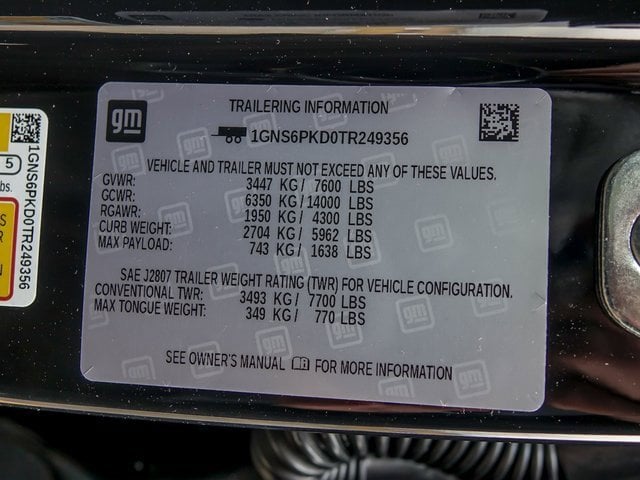 gm
TRAILERING INFORMATION
1GNS6PKD0TR249356
VEHICLE AND TRAILER MUST NOT EXCEED ANY OF THESE VALUES.
GVWR: 3447 KG / 7600 LBS
GCWR: 6350 KG / 14000 LBS
RGAWR: 1950 KG / 4300 LBS
CURB WEIGHT: 2704 KG / 5962 LBS
MAX PAYLOAD: 743 KG / 1638 LBS
SAE J2807 TRAILER WEIGHT RATING (TWR) FOR VEHICLE CONFIGURATION.
CONVENTIONAL TWR: 3493 KG / 7700 LBS
MAX TONGUE WEIGHT: 349 KG / 770 LBS
SEE OWNER'S MANUAL FOR MORE INFORMATION
1GNS6PKD0TR249356
5
lbs.